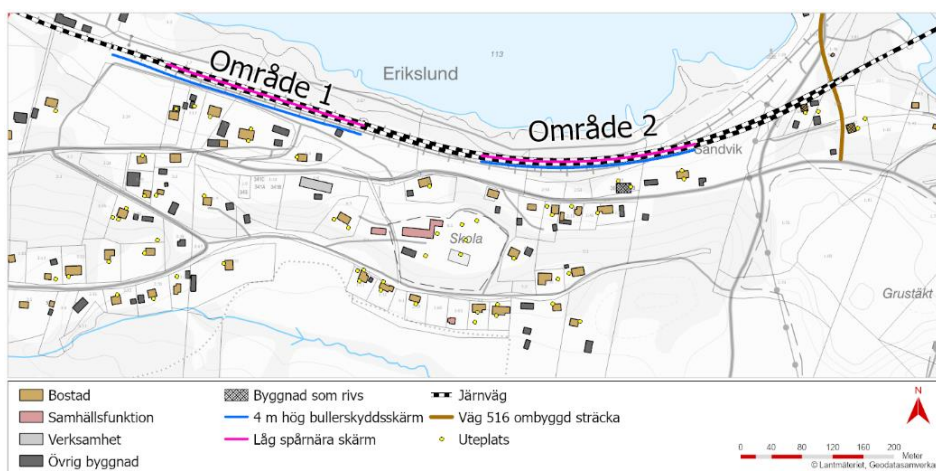 Område 1
113
Erikslund
Område 2
Sandvik
Skola
Grustäkt
Bostad
Samhällsfunktion
Verksamhet
Övrig byggnad
Byggnad som rivs
4 m hög bullerskyddsskärm
Låg spårnära skärm
Järnväg
Väg 516 ombyggd sträcka
Uteplats
N
0 40 80 120 160 200
Meter
© Lantmäteriet, Geodatasamverkan